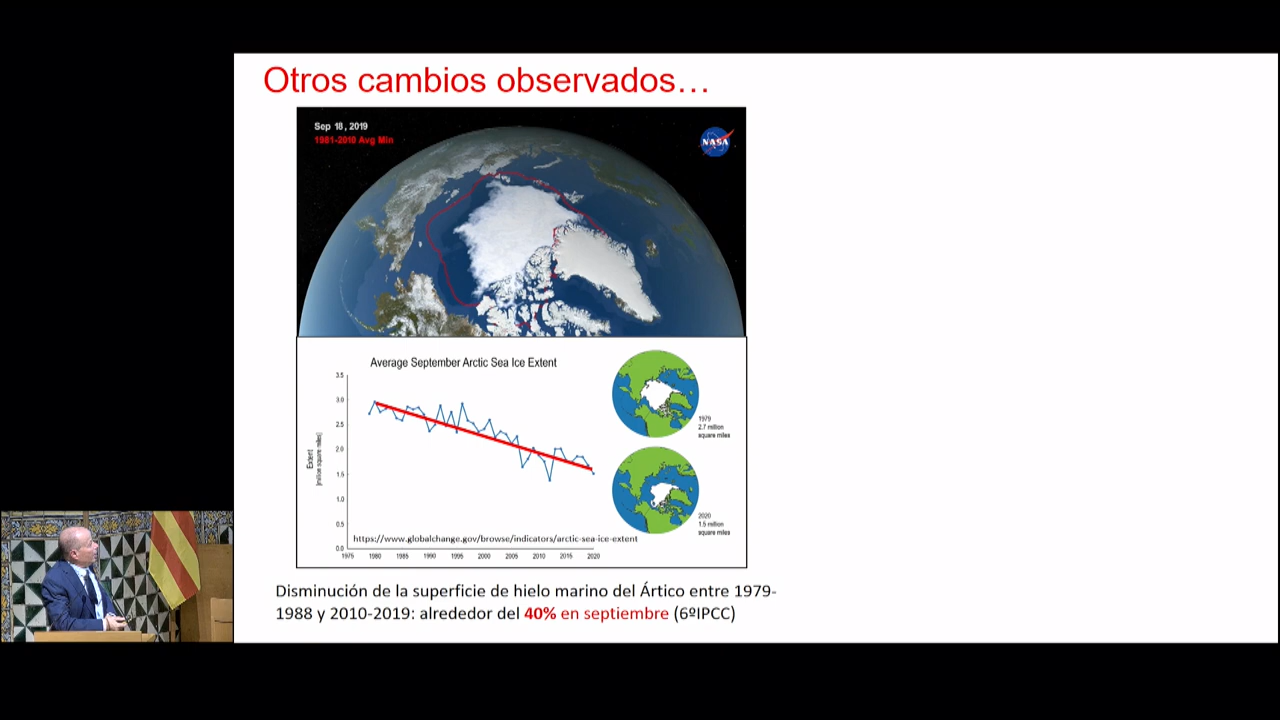 Otros cambios observados…
Sep 18, 2019
1981-2010 Avg Min
NASA
Average September Arctic Sea Ice Extent
3.5
3.0
2.5
2.0
1.5
1.0
0.5
0.0
Extent
[million square miles]
1979
1980
1985
1990
1995
2000
2005
2010
2015
2020
1979
2.7 million
square miles
2020
1.5 million
square miles
https://www.globalchange.gov/browse/indicators/arctic-sea-ice-extent
Disminución de la superficie de hielo marino del Ártico entre 1979-
1988 y 2010-2019: alrededor del 40% en septiembre (6ºIPCC)